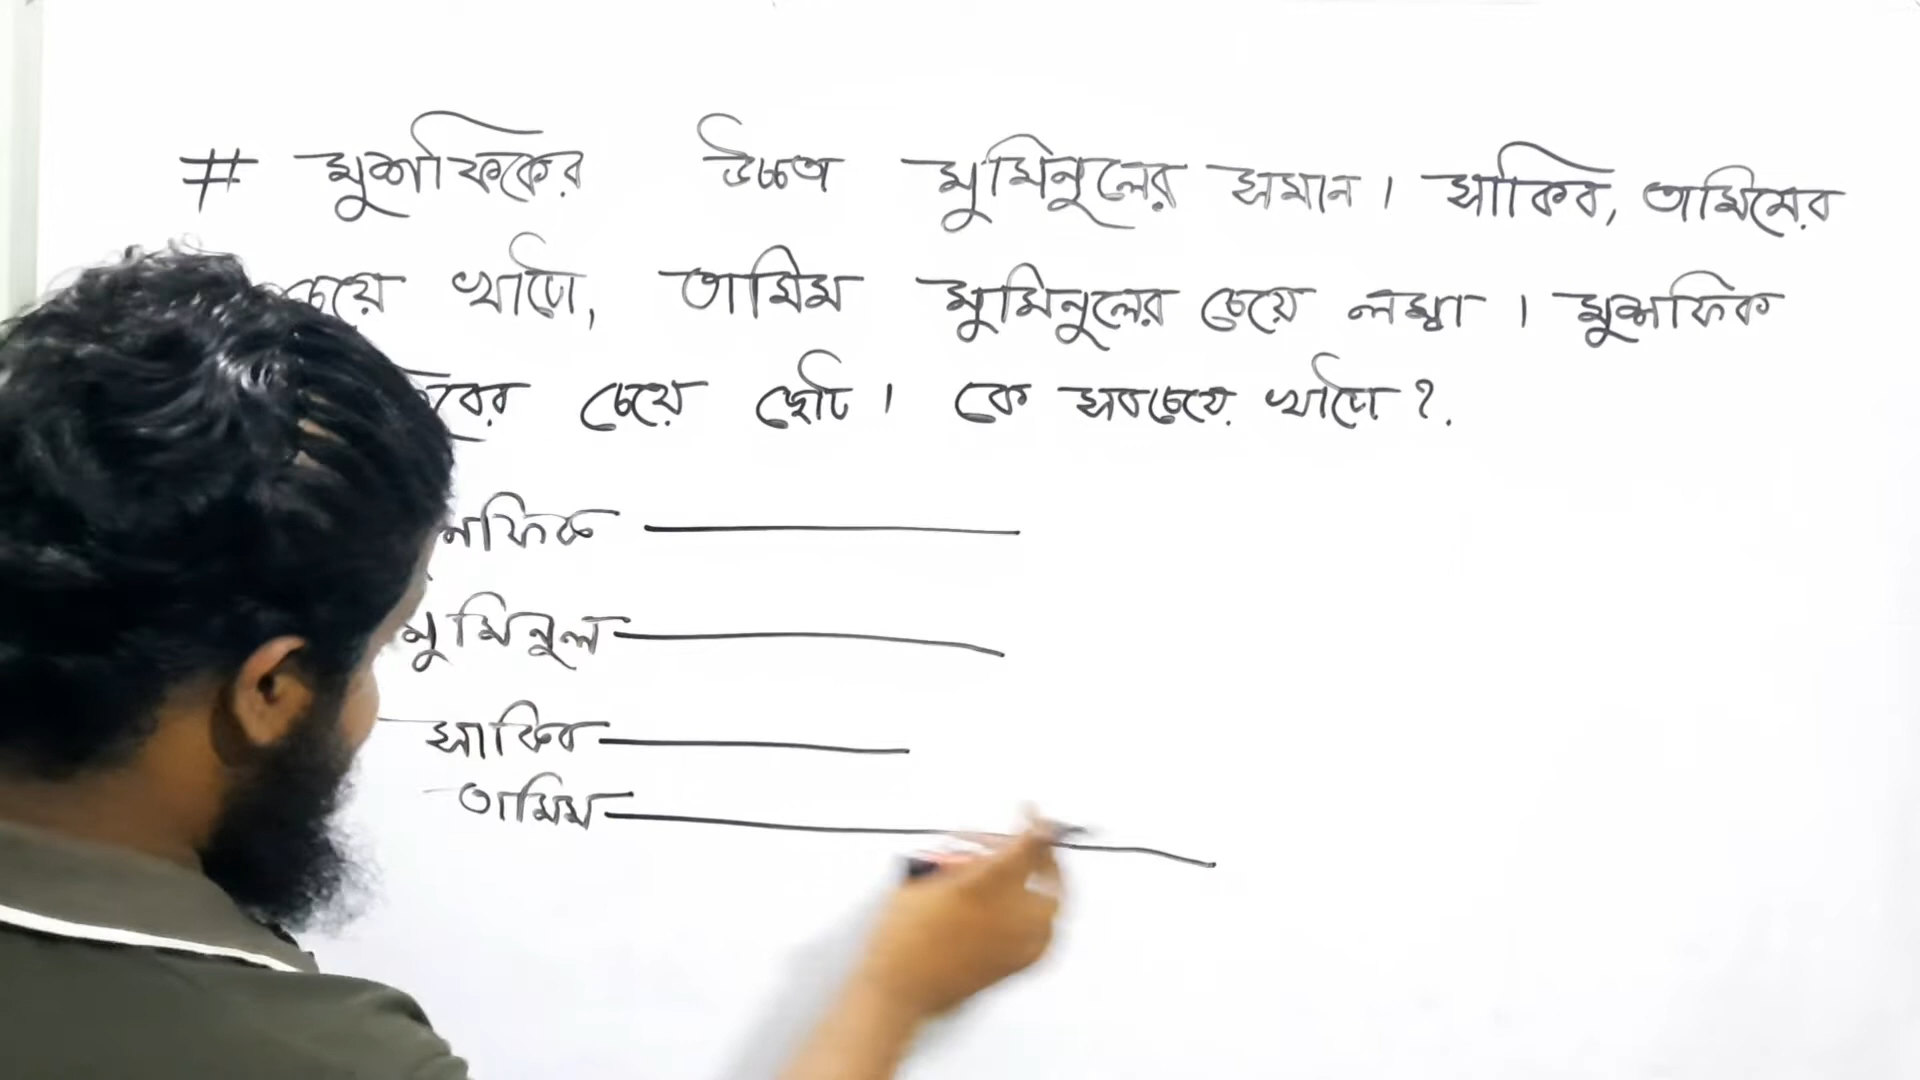 # মুশফিকের উচ্চতা মুমিনুলের সমান। সাকিব, তামিমের
চেয়ে খাটো, তামিম মুমিনুলের চেয়ে লম্বা। মুশফিক
চেয়ে ছোট। কে সবচেয়ে খাটো?.
মুমিনুল
সাকিব
তামিম